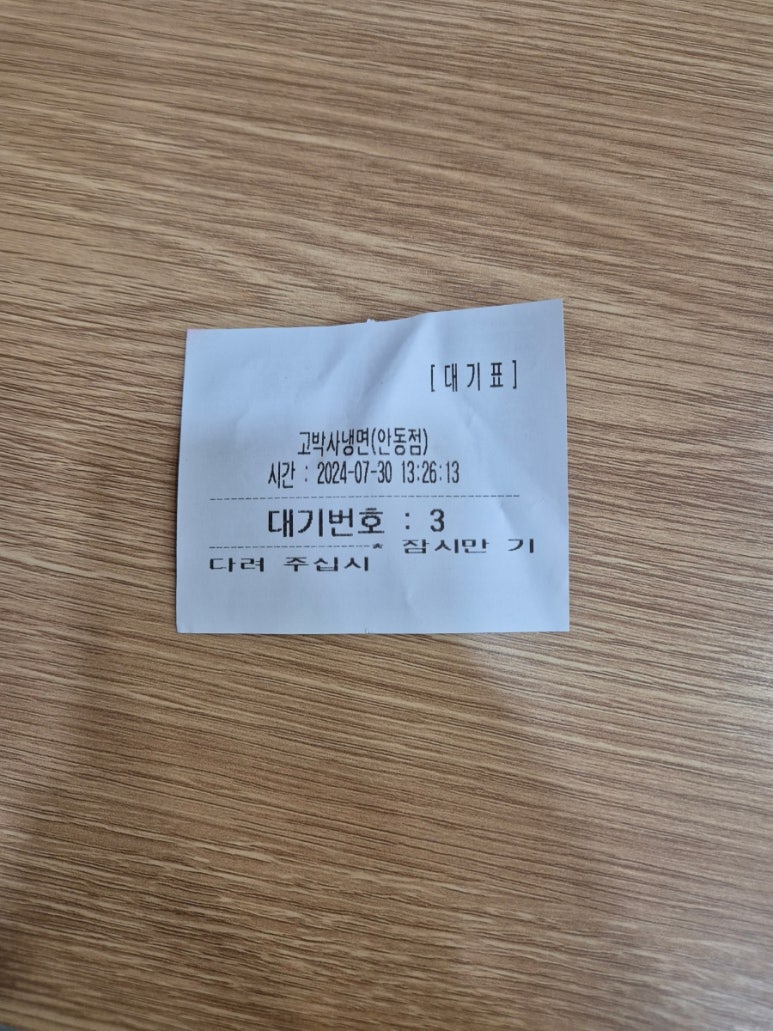 [ 대 기 표 ]
고박사냉면(안동점)
시간 : 2024-07-30 13:26:13
대기번호 : 3
* 잠시만 기
다려 주십시